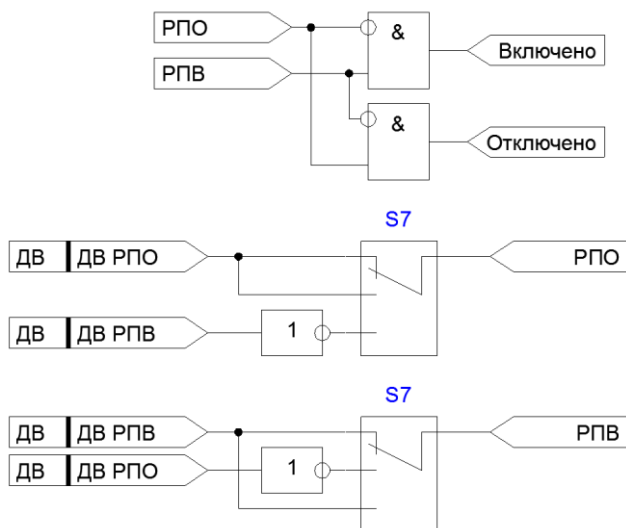 РПО
&
Включено
РПВ
&
Отключено
S7
ДВ ДВ РПО
РПО
ДВ ДВ РПВ
1
S7
ДВ ДВ РПВ
РПВ
ДВ ДВ РПО
1